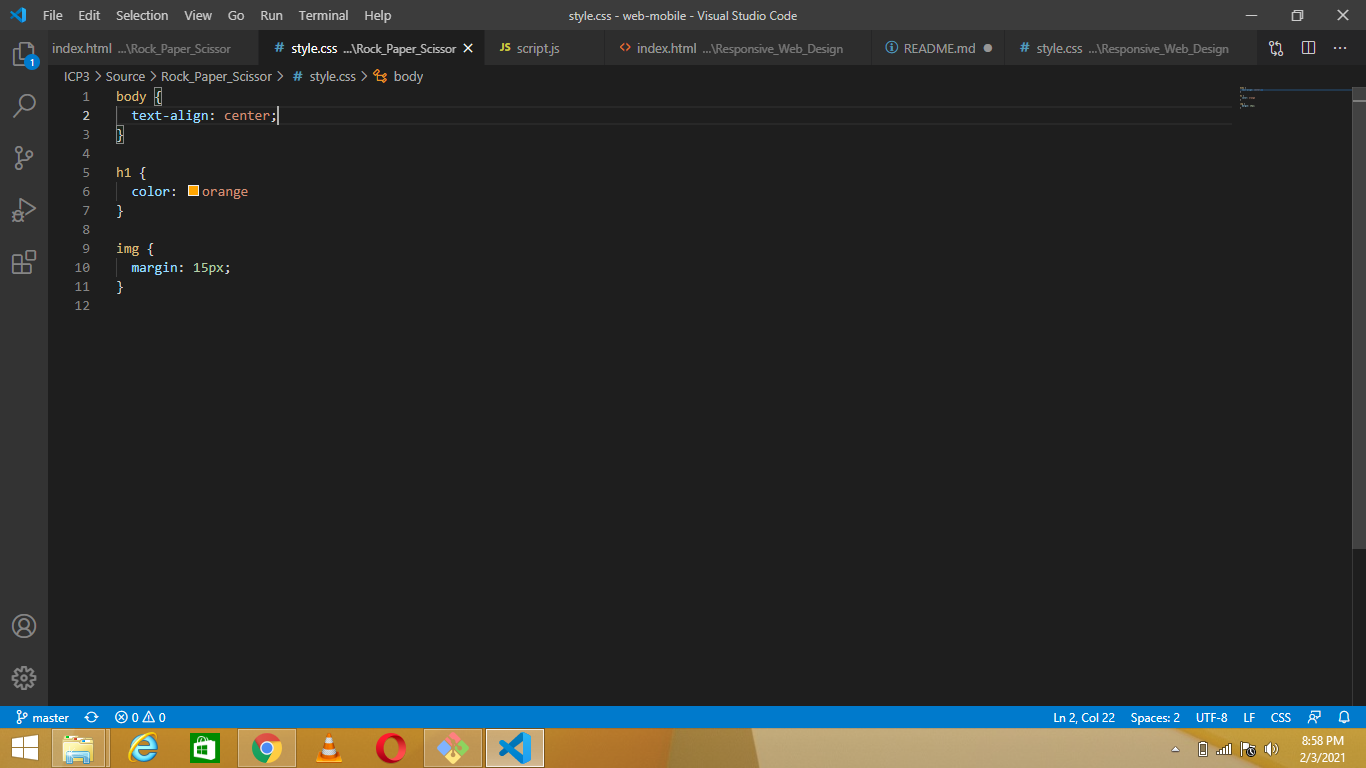 File Edit Selection View Go Run Terminal Help style.css - web-mobile - Visual Studio Code
index.html ...\Rock_Paper_Scissor # style.css ...\Rock_Paper_Scissor JS script.js <> index.html ...\Responsive_Web_Design README.md # style.css ...\Responsive_Web_Design
1
ICP3 > Source > Rock_Paper_Scissor > # style.css > body
1 body {
2 text-align: center;
3 }
4
5 h1 {
6 color: orange
7 }
8
9 img {
10 margin: 15px;
11 }
12
master 0 0 Ln 2, Col 22 Spaces: 2 UTF-8 LF CSS
8:58 PM
2/3/2021